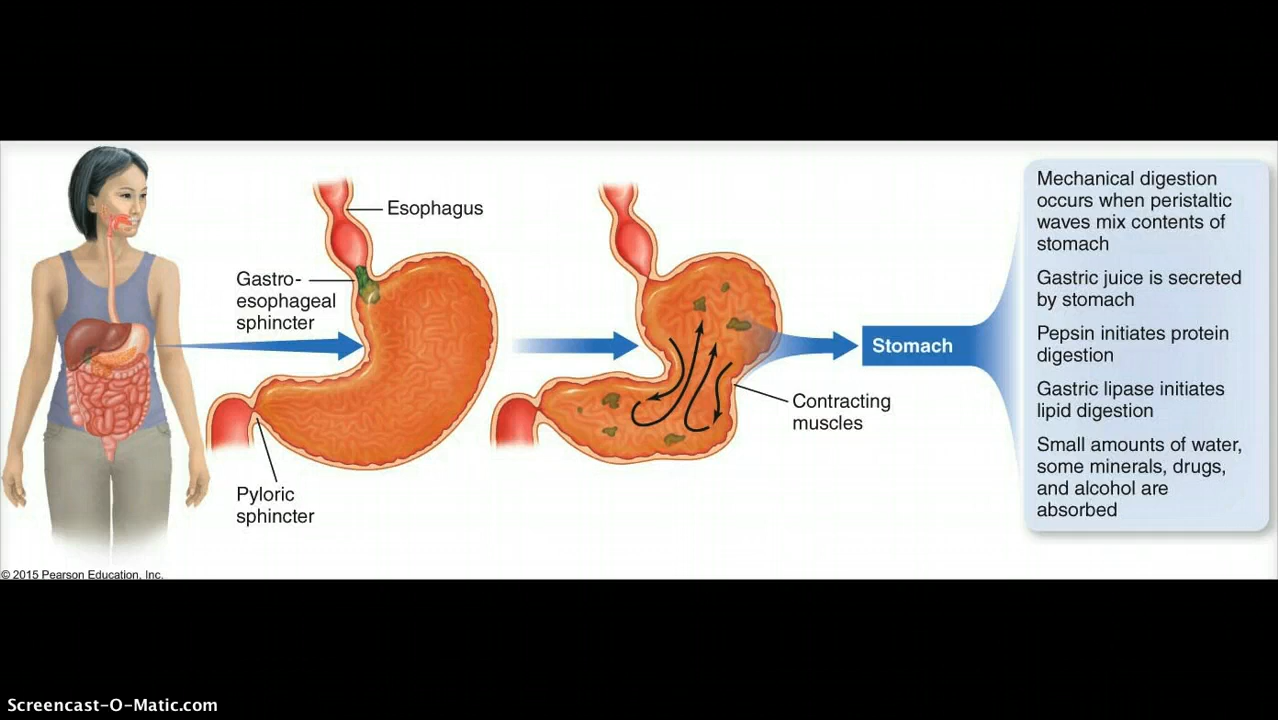 Esophagus
Gastro-
esophageal
sphincter
Pyloric
sphincter
Contracting
muscles
Stomach
Mechanical digestion
occurs when peristaltic
waves mix contents of
stomach
Gastric juice is secreted
by stomach
Pepsin initiates protein
digestion
Gastric lipase initiates
lipid digestion
Small amounts of water,
some minerals, drugs,
and alcohol are
absorbed
© 2015 Pearson Education, Inc.
Screencast-O-Matic.com